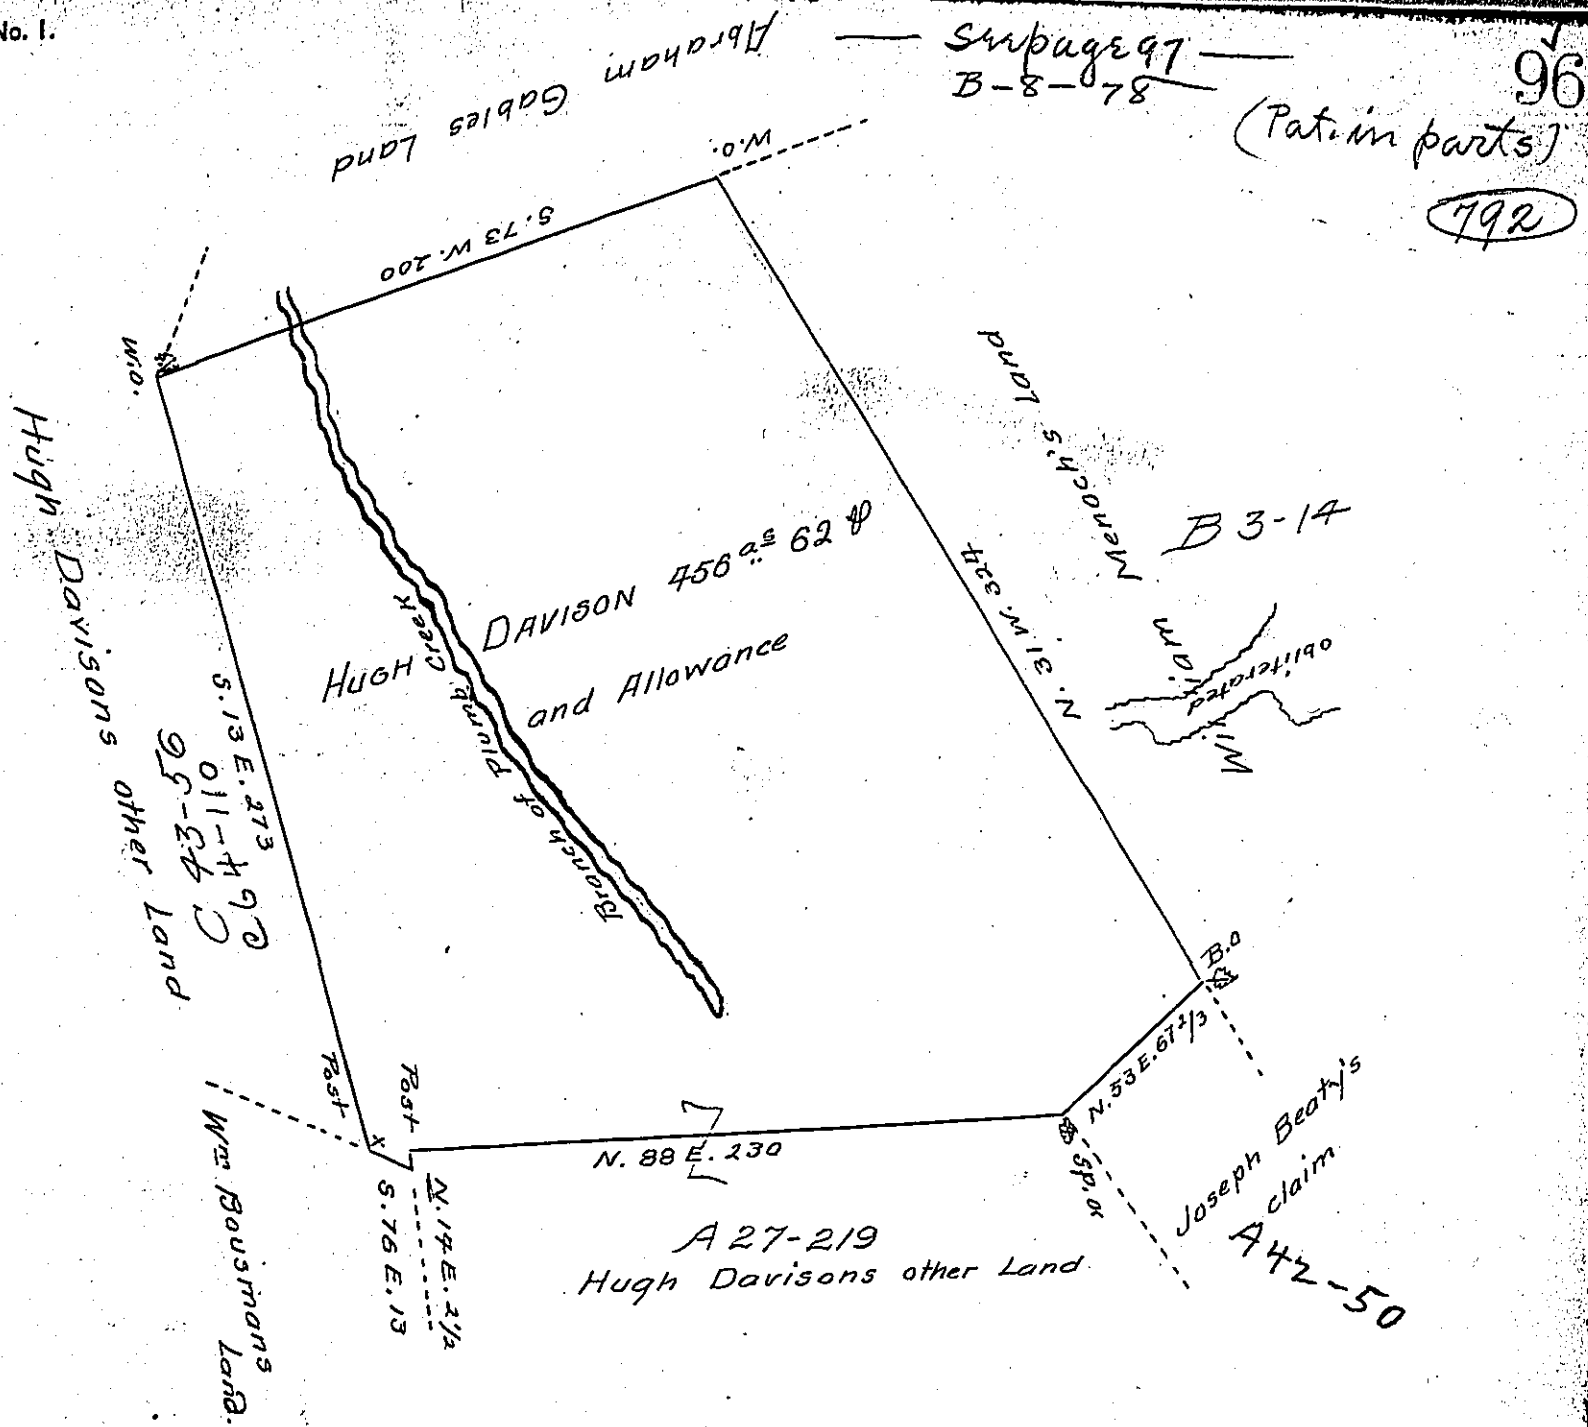 No. 1.
— See page 97 —
B-8-78
96
(Pat. in parts)
792
Abraham Gables Land
W.O.
S. 73 W. 200
W.O.
Hugh Davisons other Land
S. 13 E. 273
C 43-56
Branch of Plumb Creek
HUGH DAVISON 456 as 62 p
and Allowance
N. 31 W. 324
William Menoch's Land
obliterated
B 3-14
B.O
N. 53 E. 67 2/3
Joseph Beaty's
claim
A 42-50
Sp. o
Post
Post
x
N. 88 E. 230
N. 14 E. 2 1/2
S. 76 E. 13
A 27-219
Hugh Davisons other Land
Wm Bousmans
Land.